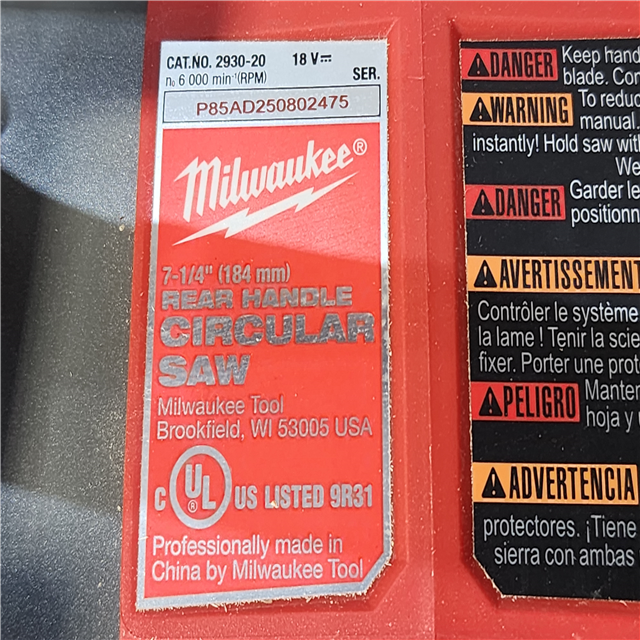 CAT.NO. 2930-20 18 V⎓
n₀ 6 000 min⁻¹(RPM) SER.
P85AD250802475
Milwaukee®
7-1/4" (184 mm)
REAR HANDLE
CIRCULAR
SAW
Milwaukee Tool
Brookfield, WI 53005 USA
C UL® US LISTED 9R31
Professionally made in
China by Milwaukee Tool
DANGER Keep hand
blade. Con
WARNING To reduc
manual.
instantly! Hold saw wit
We
DANGER Garder le
positionn
AVERTISSEMENT
Contrôler le système
la lame ! Tenir la scie
fixer. Porter une prot
PELIGRO Manten
hoja y u
ADVERTENCIA
protectores. ¡Tiene
sierra con ambas